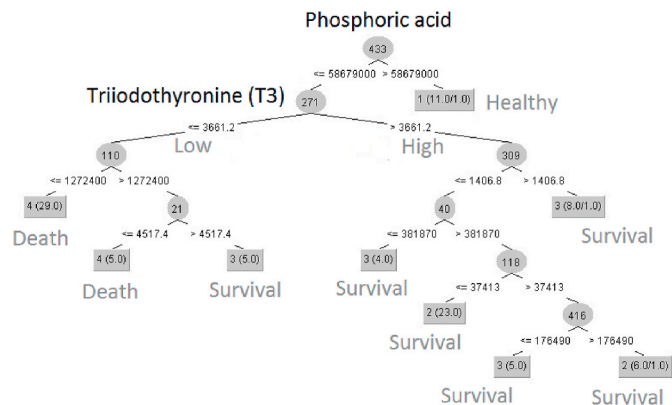 Phosphoric acid
433
<= 58679000 > 58679000
Triiodothyronine (T3)
271
1 (11.0/1.0)
Healthy
<= 3661.2
> 3661.2
Low
High
110
309
<= 1272400 > 1272400
<= 1406.8 > 1406.8
4 (29.0)
21
40
3 (8.0/1.0)
Death
<= 4517.4 > 4517.4
<= 381870 > 381870
Survival
4 (5.0)
3 (5.0)
3 (4.0)
118
Death
Survival
Survival
<= 37413 > 37413
2 (23.0)
416
Survival
<= 176490 > 176490
3 (5.0)
2 (6.0/1.0)
Survival
Survival